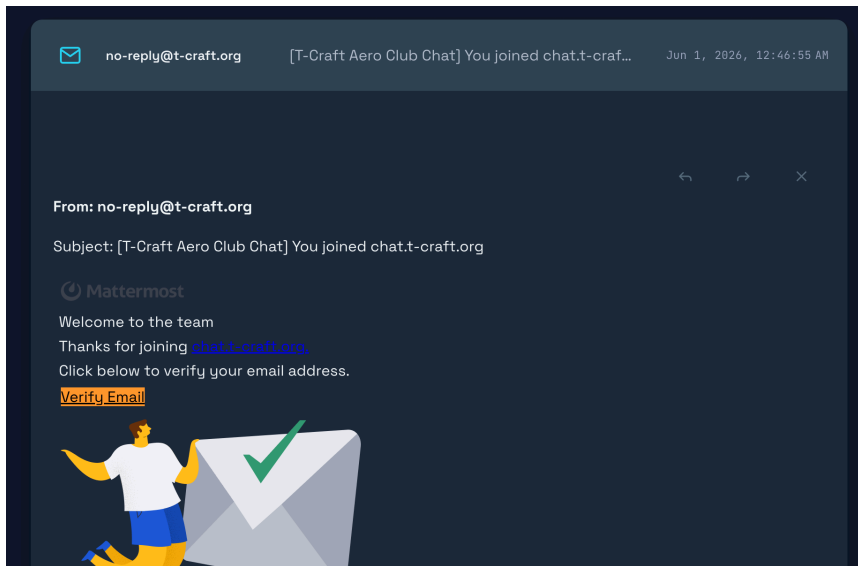 no-reply@t-craft.org [T-Craft Aero Club Chat] You joined chat.t-craf... Jun 1, 2026, 12:46:55 AM
From: no-reply@t-craft.org
Subject: [T-Craft Aero Club Chat] You joined chat.t-craft.org
Mattermost
Welcome to the team
Thanks for joining chat.t-craft.org.
Click below to verify your email address.
Verify Email